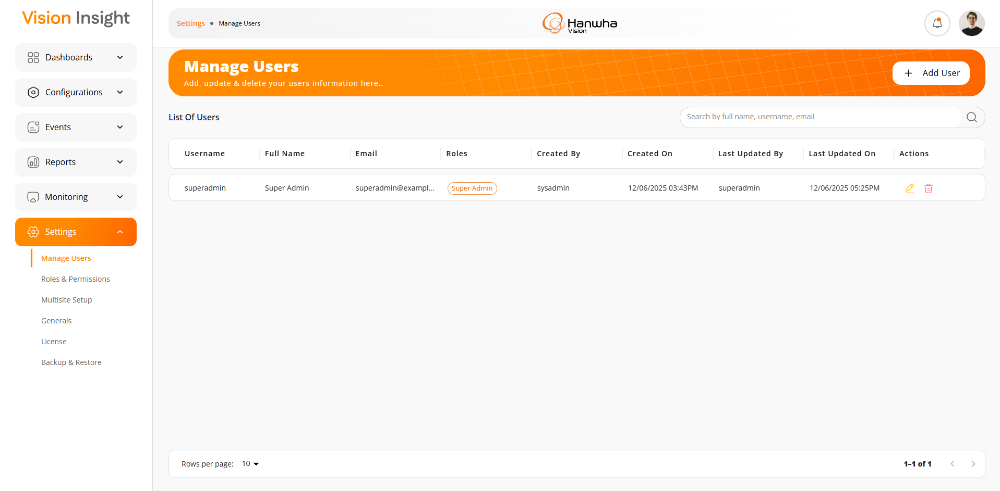 Vision Insight
Dashboards
Configurations
Events
Reports
Monitoring
Settings
Manage Users
Roles & Permissions
Multisite Setup
Generals
License
Backup & Restore
Settings • Manage Users
Hanwha
Vision
Manage Users
Add, update & delete your users information here..
+ Add User
List Of Users
Search by full name, username, email
Username Full Name Email Roles Created By Created On Last Updated By Last Updated On Actions
superadmin Super Admin superadmin@exampl... Super Admin sysadmin 12/06/2025 03:43PM superadmin 12/06/2025 05:25PM
Rows per page: 10
1–1 of 1